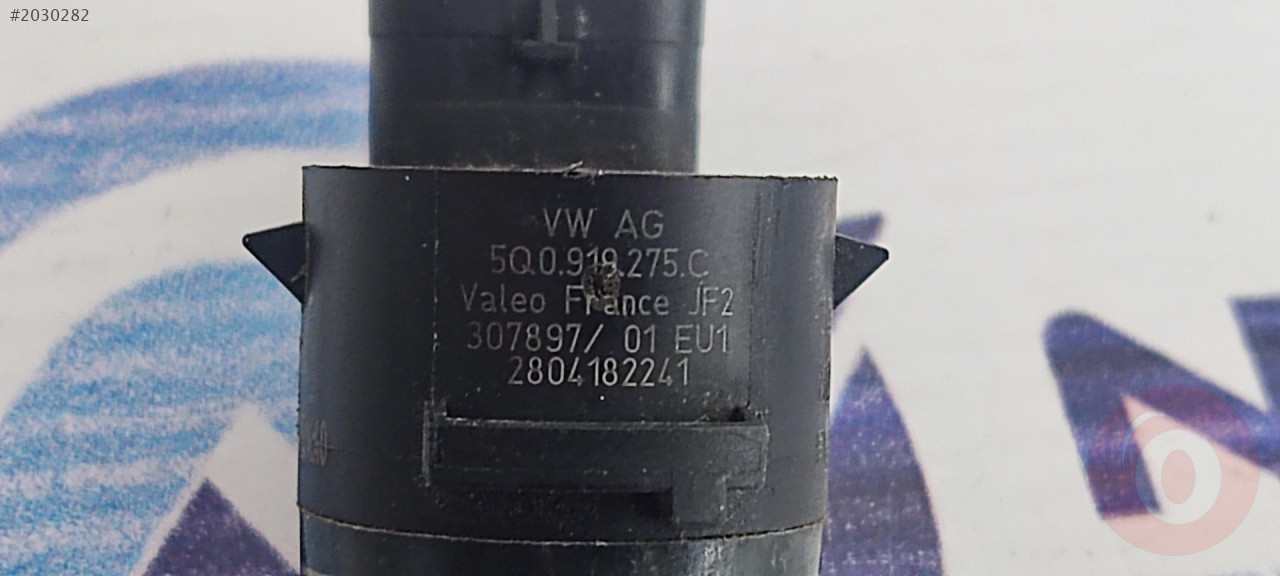 #2030282
VW AG
5Q0.919.275.C
Valeo France JF2
307897/ 01 EU1
2804182241